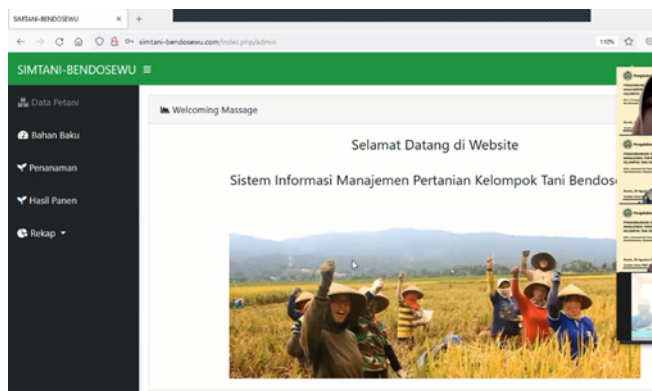 SIMTANI-BENDOSEWU
simtani-bendosewu.com/index.php/admin
110%
SIMTANI-BENDOSEWU
Data Petani
Bahan Baku
Penanaman
Hasil Panen
Rekap
Welcoming Massage
Selamat Datang di Website
Sistem Informasi Manajemen Pertanian Kelompok Tani